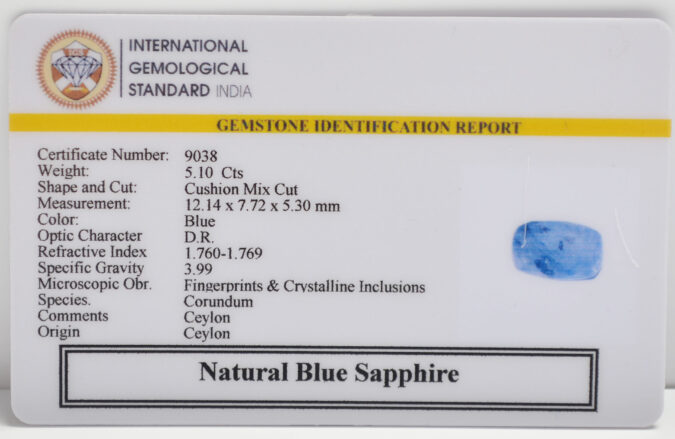 INTERNATIONAL
GEMOLOGICAL
STANDARD INDIA
GEMSTONE IDENTIFICATION REPORT
Certificate Number: 9038
Weight: 5.10 Cts
Shape and Cut: Cushion Mix Cut
Measurement: 12.14 x 7.72 x 5.30 mm
Color: Blue
Optic Character D.R.
Refractive Index 1.760-1.769
Specific Gravity 3.99
Microscopic Obr. Fingerprints & Crystalline Inclusions
Species. Corundum
Comments Ceylon
Origin Ceylon
Natural Blue Sapphire